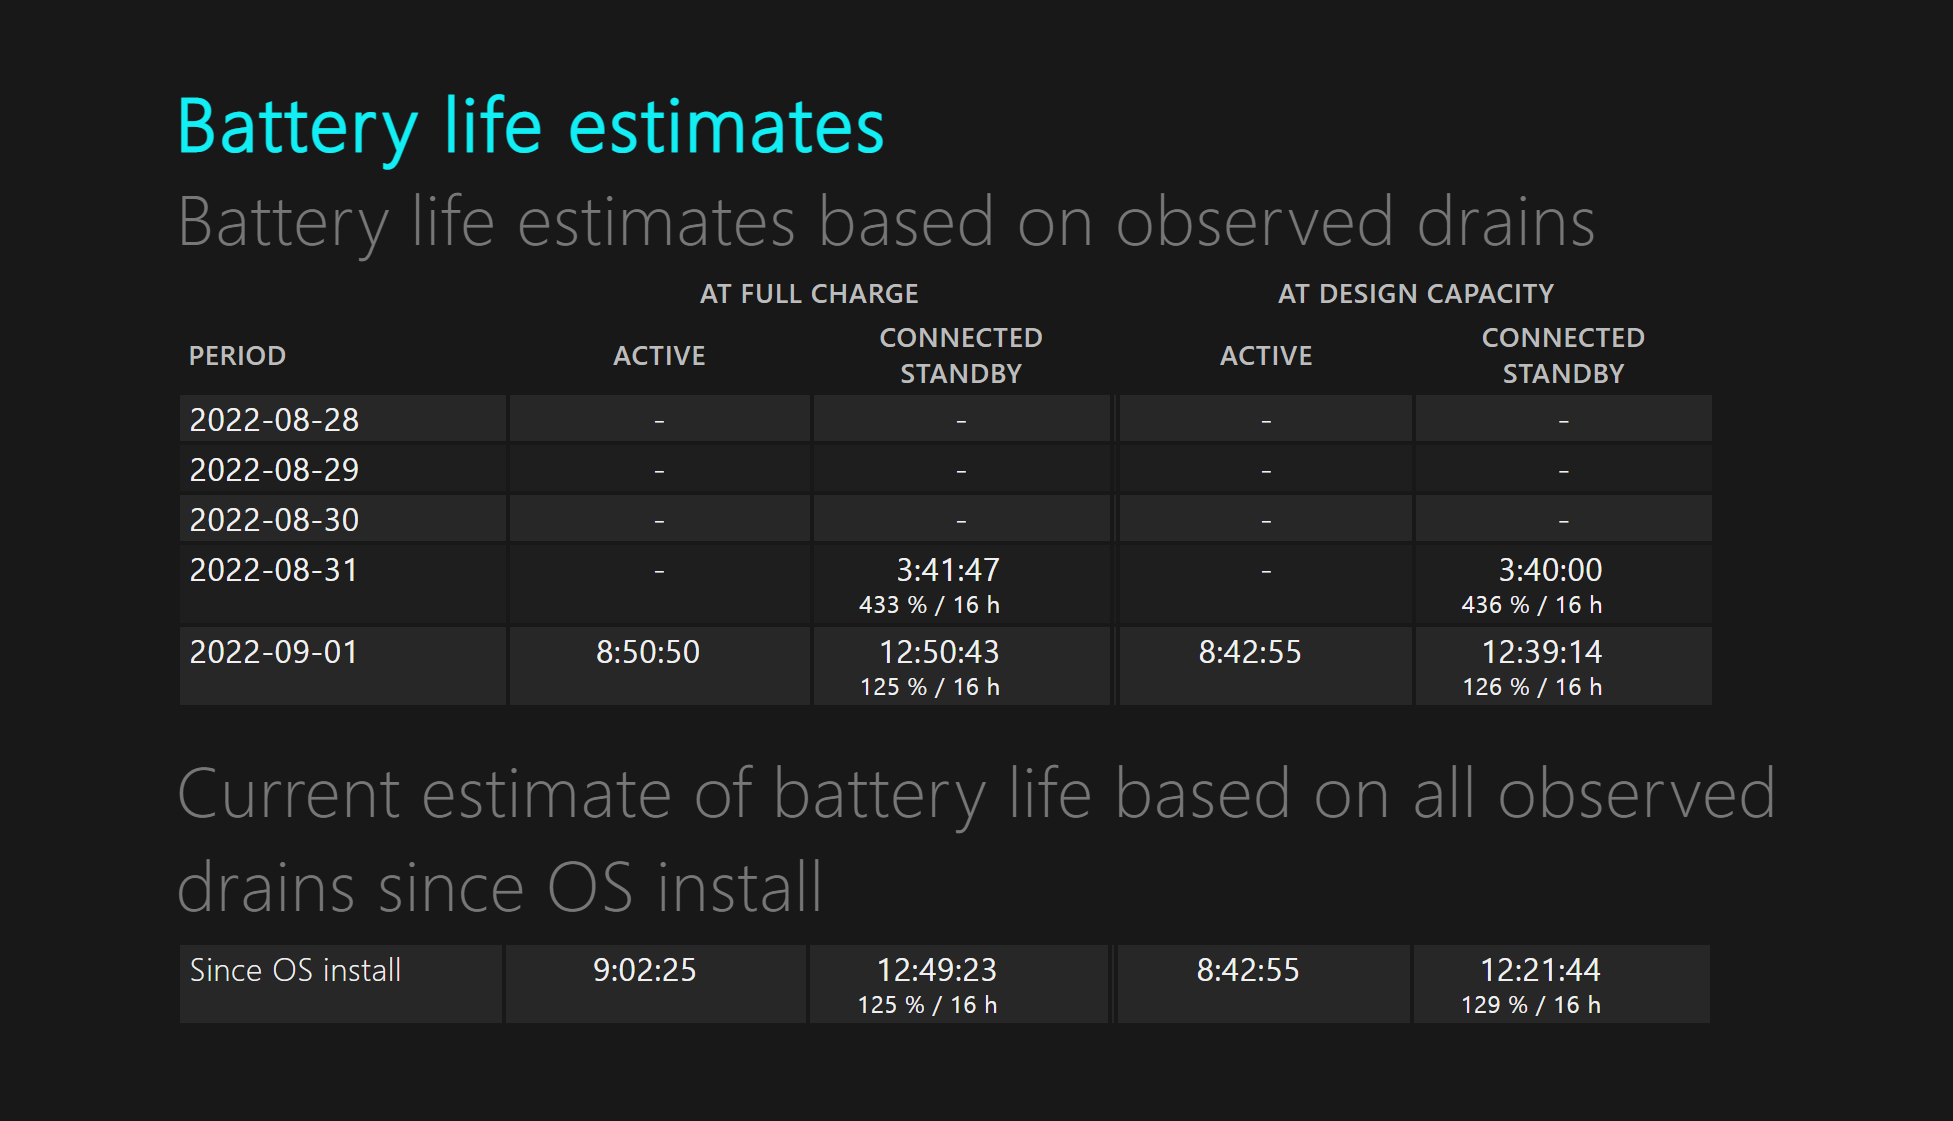 Battery life estimates
Battery life estimates based on observed drains
AT FULL CHARGE AT DESIGN CAPACITY
PERIOD ACTIVE CONNECTED STANDBY ACTIVE CONNECTED STANDBY
2022-08-28 - - - -
2022-08-29 - - - -
2022-08-30 - - - -
2022-08-31 - 3:41:47 - 3:40:00
433 % / 16 h 436 % / 16 h
2022-09-01 8:50:50 12:50:43 8:42:55 12:39:14
125 % / 16 h 126 % / 16 h
Current estimate of battery life based on all observed
drains since OS install
Since OS install 9:02:25 12:49:23 8:42:55 12:21:44
125 % / 16 h 129 % / 16 h